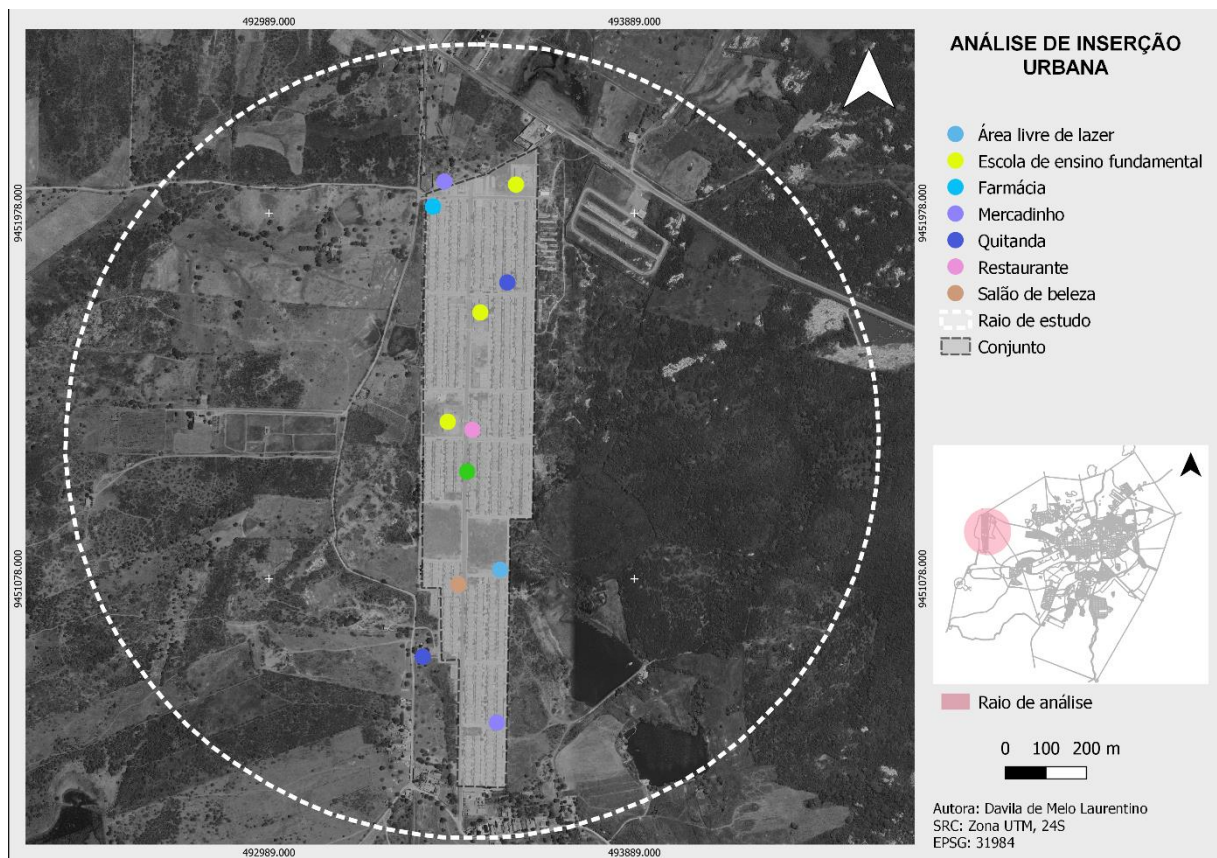 492989.000
493889.000
9451978.000
9451978.000
9451078.000
9451078.000
492989.000
493889.000
ANÁLISE DE INSERÇÃO
URBANA
Área livre de lazer
Escola de ensino fundamental
Farmácia
Mercadinho
Quitanda
Restaurante
Salão de beleza
Raio de estudo
Conjunto
Raio de análise
0 100 200 m
Autora: Davila de Melo Laurentino
SRC: Zona UTM, 24S
EPSG: 31984